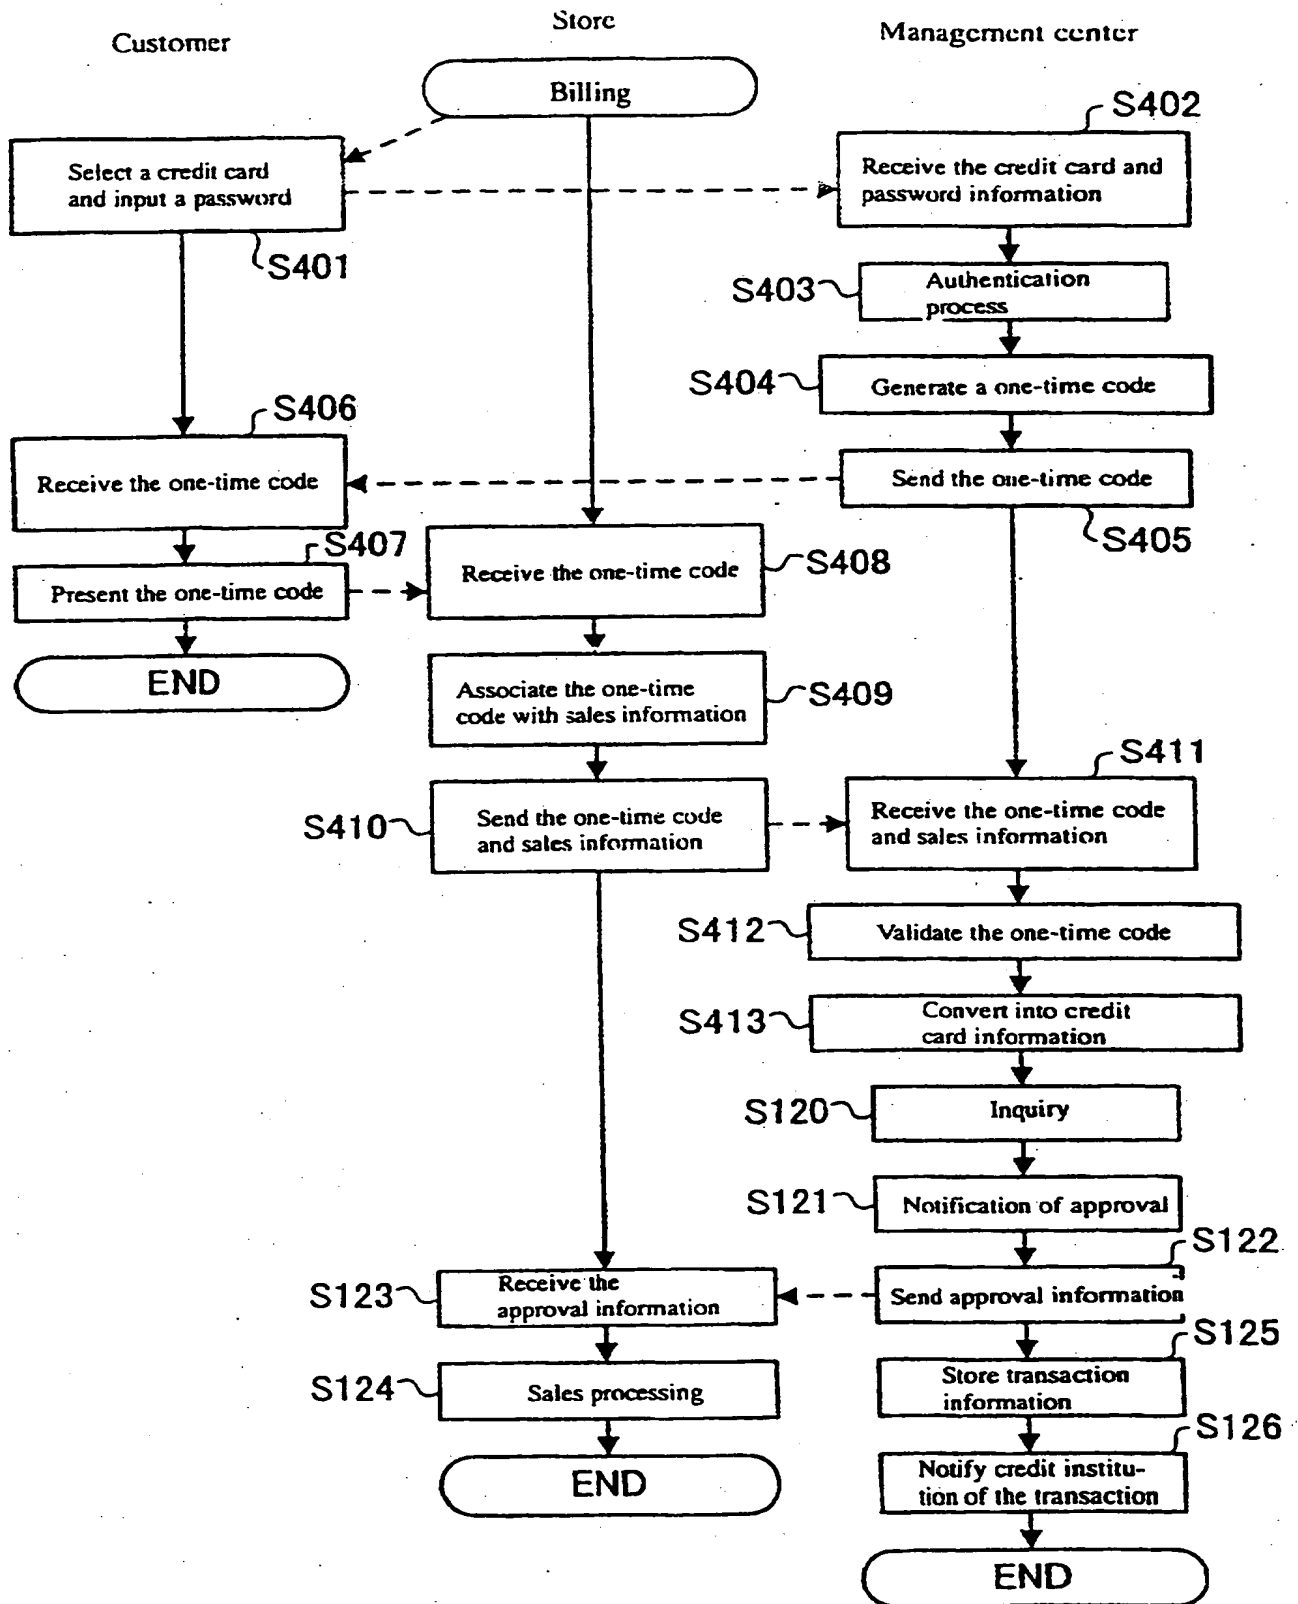 Customer
Store
Management center
Billing
S402
Select a credit card
and input a password
Receive the credit card and
password information
S401
S403
Authentication
process
S404
Generate a one-time code
S406
Receive the one-time code
Send the one-time code
S405
S407
Present the one-time code
Receive the one-time code
S408
END
Associate the one-time
code with sales information
S409
S411
S410
Send the one-time code
and sales information
Receive the one-time code
and sales information
S412
Validate the one-time code
S413
Convert into credit
card information
S120
Inquiry
S121
Notification of approval
S122
S123
Receive the
approval information
Send approval information
S125
S124
Sales processing
Store transaction
information
S126
END
Notify credit institu-
tion of the transaction
END